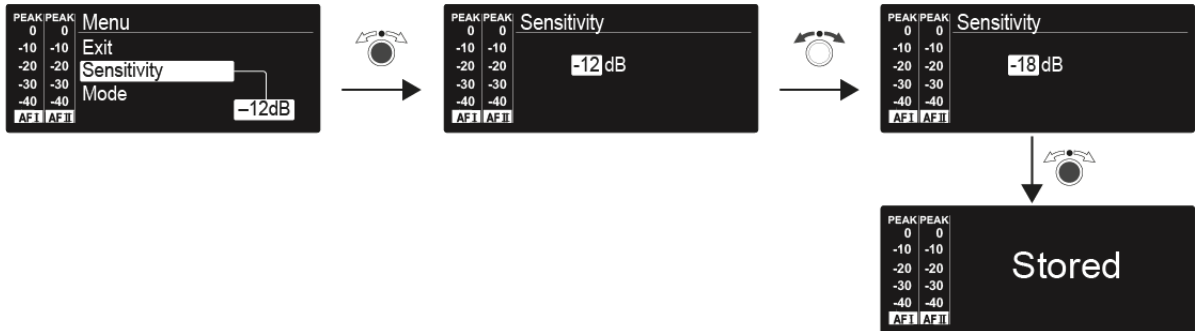 PEAK PEAK
0 0
-10 -10
-20 -20
-30 -30
-40 -40
AF I AF II
Menu
Exit
Sensitivity
Mode
–12dB
PEAK PEAK
0 0
-10 -10
-20 -20
-30 -30
-40 -40
AF I AF II
Sensitivity
-12 dB
PEAK PEAK
0 0
-10 -10
-20 -20
-30 -30
-40 -40
AF I AF II
Sensitivity
-18 dB
PEAK PEAK
0 0
-10 -10
-20 -20
-30 -30
-40 -40
AF I AF II
Stored